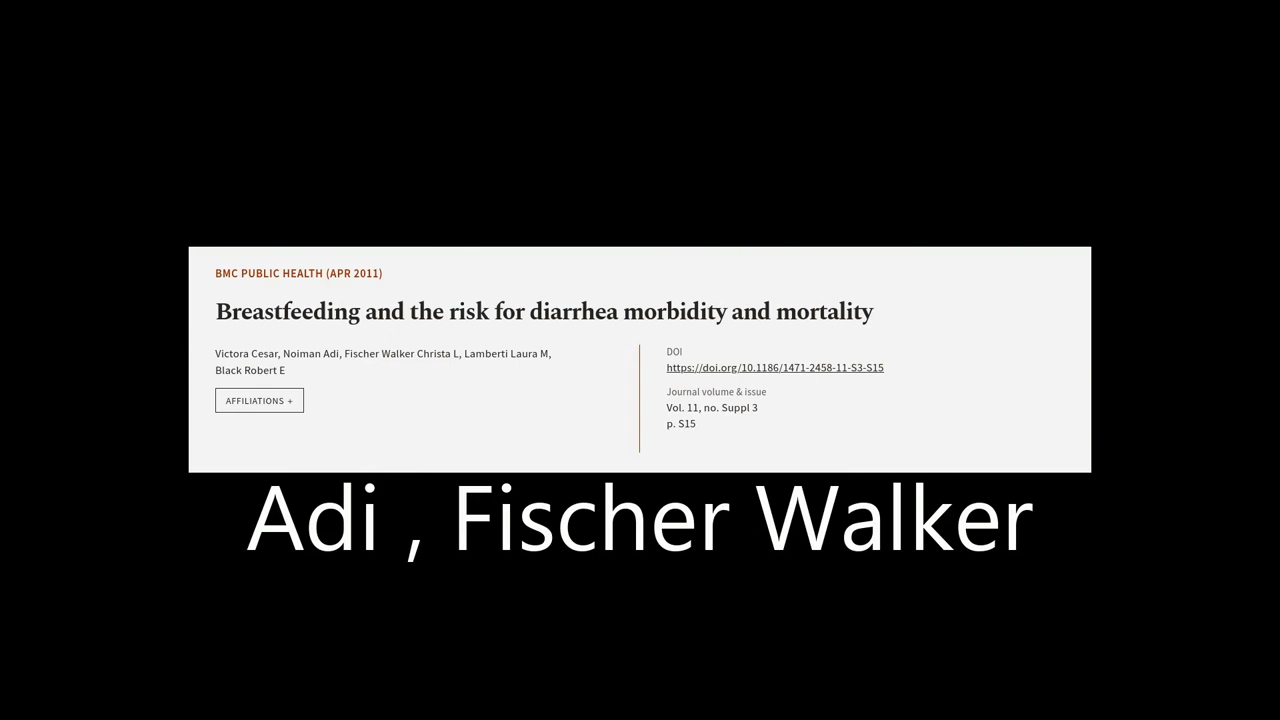 BMC PUBLIC HEALTH (APR 2011)
Breastfeeding and the risk for diarrhea morbidity and mortality
Victora Cesar, Noiman Adi, Fischer Walker Christa L, Lamberti Laura M,
Black Robert E
AFFILIATIONS +
DOI
https://doi.org/10.1186/1471-2458-11-S3-S15
Journal volume & issue
Vol. 11, no. Suppl 3
p. S15
Adi , Fischer Walker